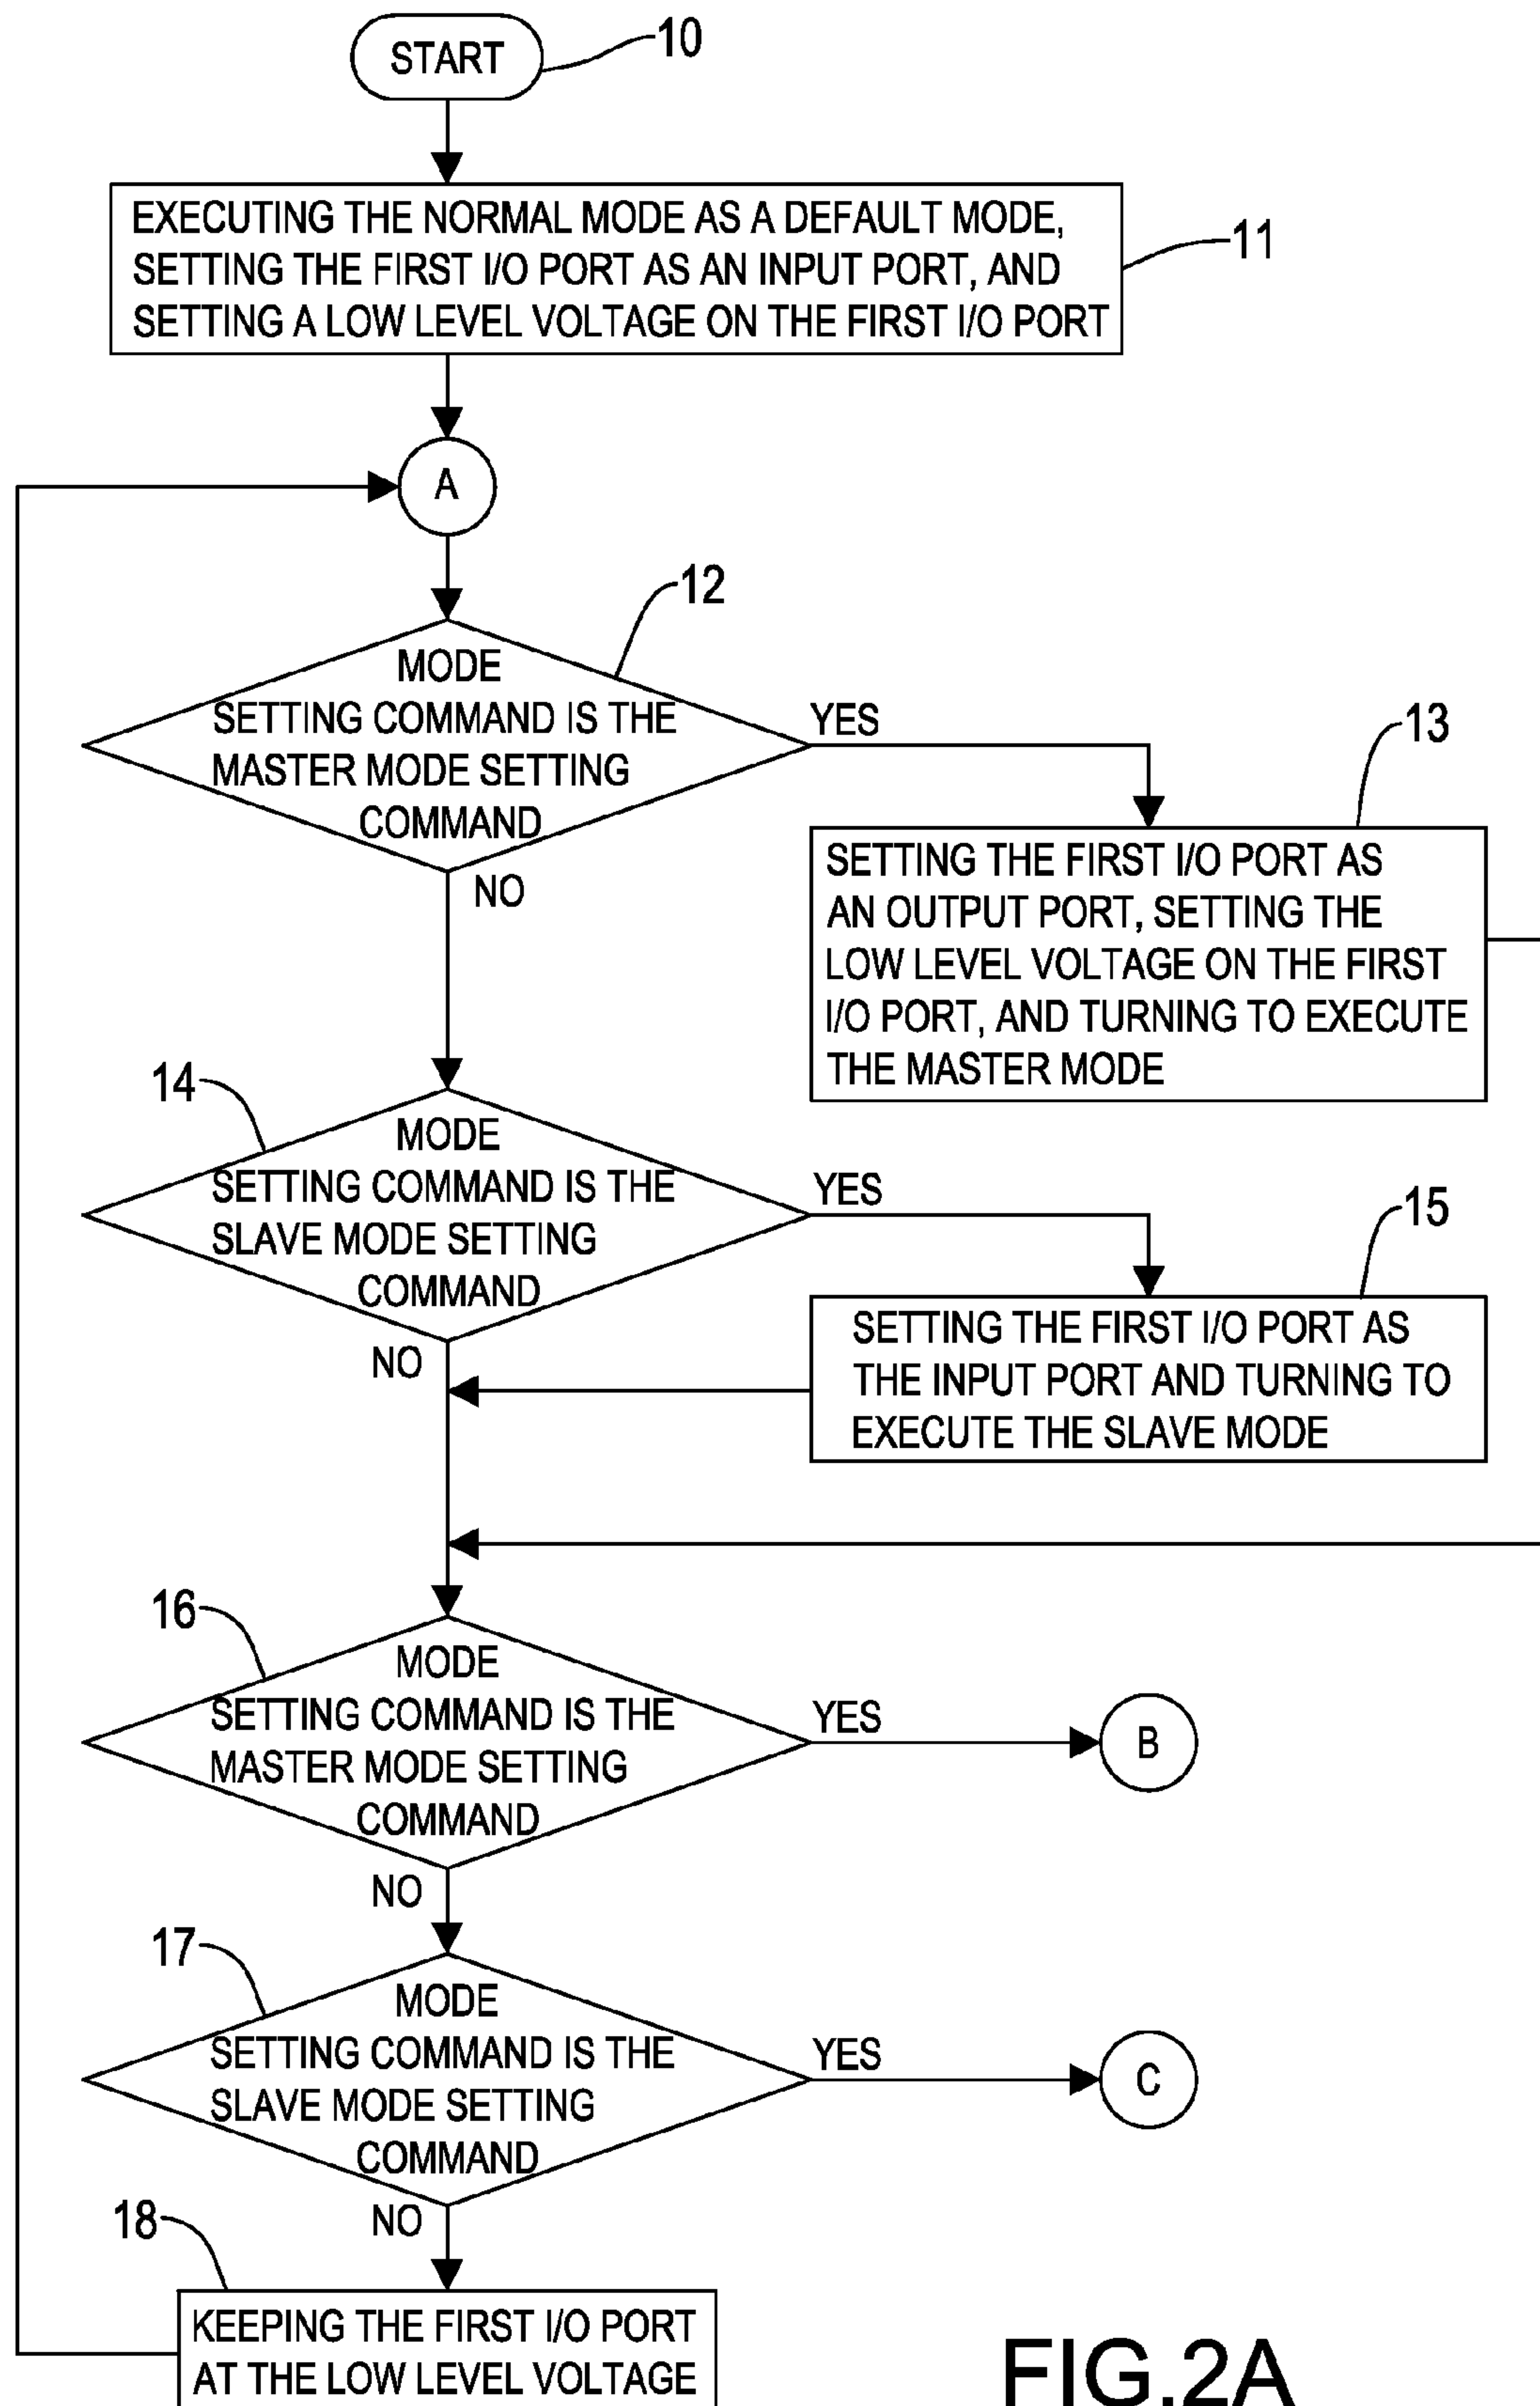 START
10
EXECUTING THE NORMAL MODE AS A DEFAULT MODE,
SETTING THE FIRST I/O PORT AS AN INPUT PORT, AND
SETTING A LOW LEVEL VOLTAGE ON THE FIRST I/O PORT
11
A
12
MODE
SETTING COMMAND IS THE
MASTER MODE SETTING
COMMAND
YES
NO
13
SETTING THE FIRST I/O PORT AS
AN OUTPUT PORT, SETTING THE
LOW LEVEL VOLTAGE ON THE FIRST
I/O PORT, AND TURNING TO EXECUTE
THE MASTER MODE
14
MODE
SETTING COMMAND IS THE
SLAVE MODE SETTING
COMMAND
YES
NO
15
SETTING THE FIRST I/O PORT AS
THE INPUT PORT AND TURNING TO
EXECUTE THE SLAVE MODE
16
MODE
SETTING COMMAND IS THE
MASTER MODE SETTING
COMMAND
YES
B
NO
17
MODE
SETTING COMMAND IS THE
SLAVE MODE SETTING
COMMAND
YES
C
NO
18
KEEPING THE FIRST I/O PORT
AT THE LOW LEVEL VOLTAGE
FIG.2A